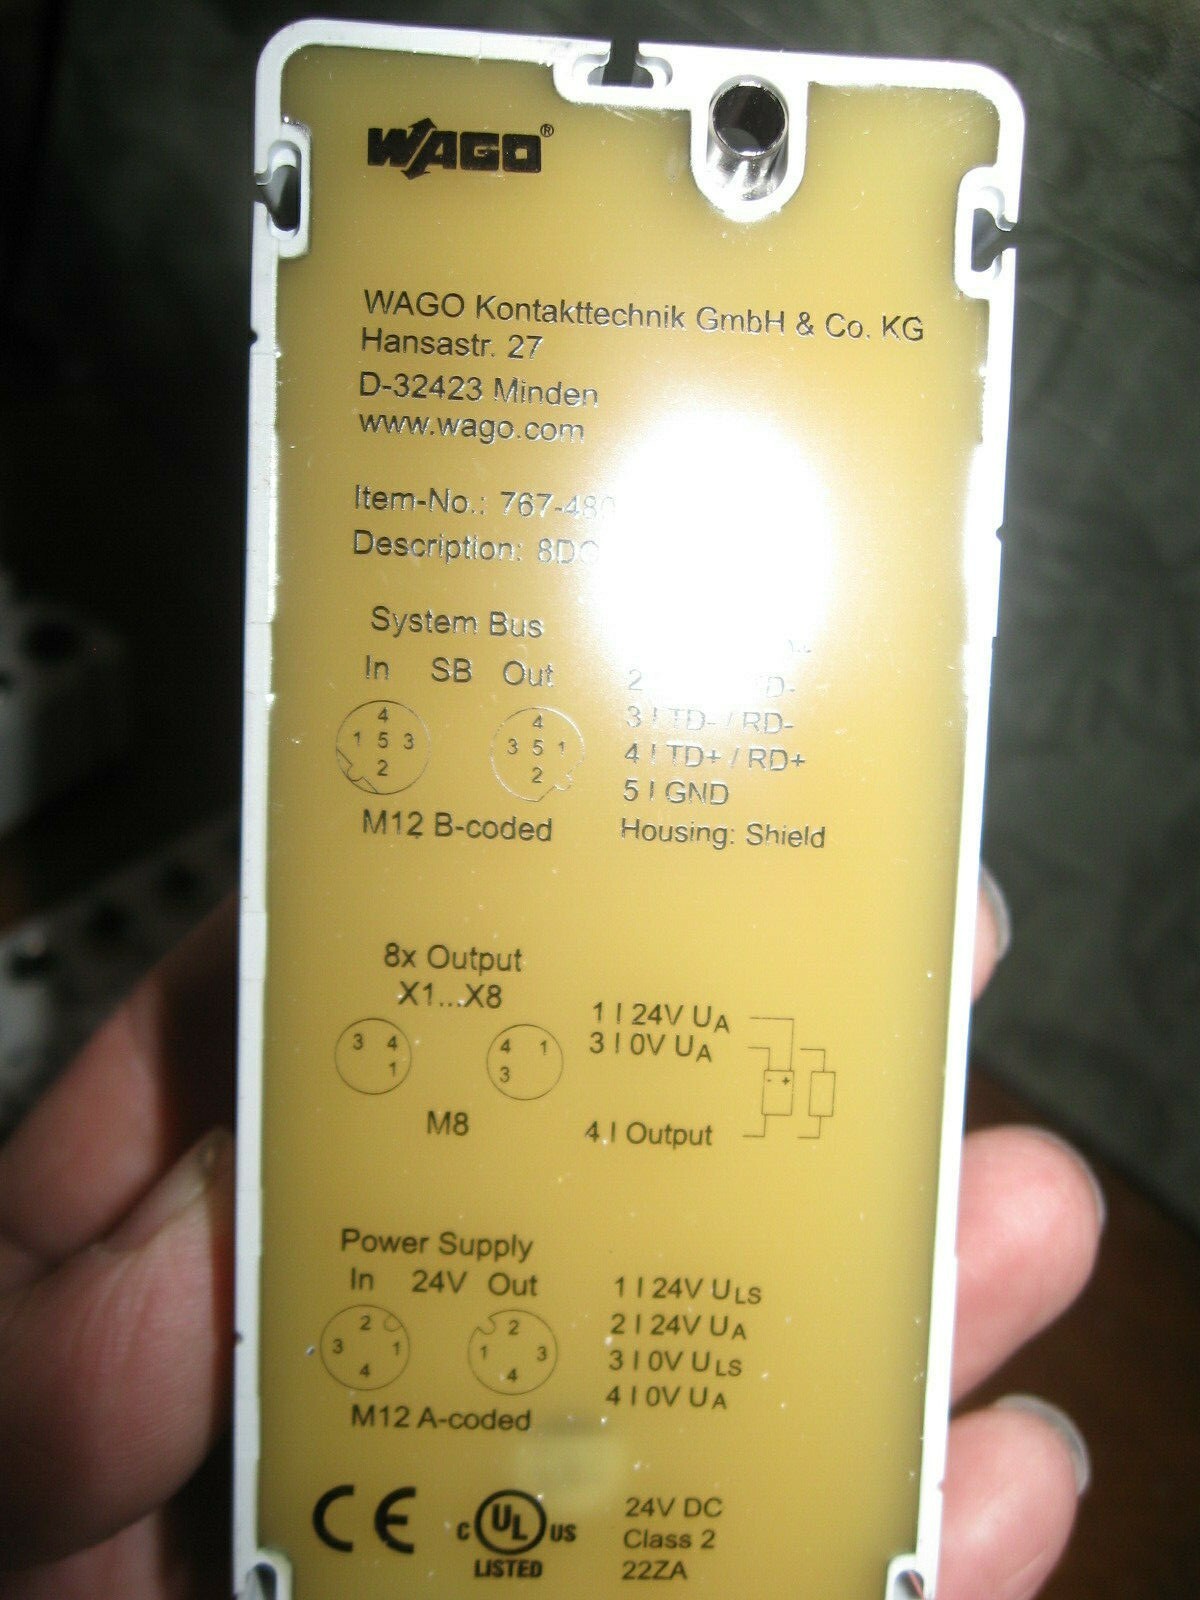 WAGO®
WAGO Kontakttechnik GmbH & Co. KG
Hansastr. 27
D-32423 Minden
www.wago.com
Item-No.: 767-480
Description: 8DO
System Bus
In SB Out
4
1 5 3
2
4
3 5 1
2
M12 B-coded
2 TD-
3 | TD- / RD-
4 | TD+ / RD+
5 | GND
Housing: Shield
8x Output
X1...X8
3 4
1
4 1
3
M8
1 | 24V UA
3 | 0V UA
- +
4 | Output
Power Supply
In 24V Out
2
3 1
4
2
1 3
4
M12 A-coded
1 | 24V ULS
2 | 24V UA
3 | 0V ULS
4 | 0V UA
CE
C UL US
LISTED
24V DC
Class 2
22ZA